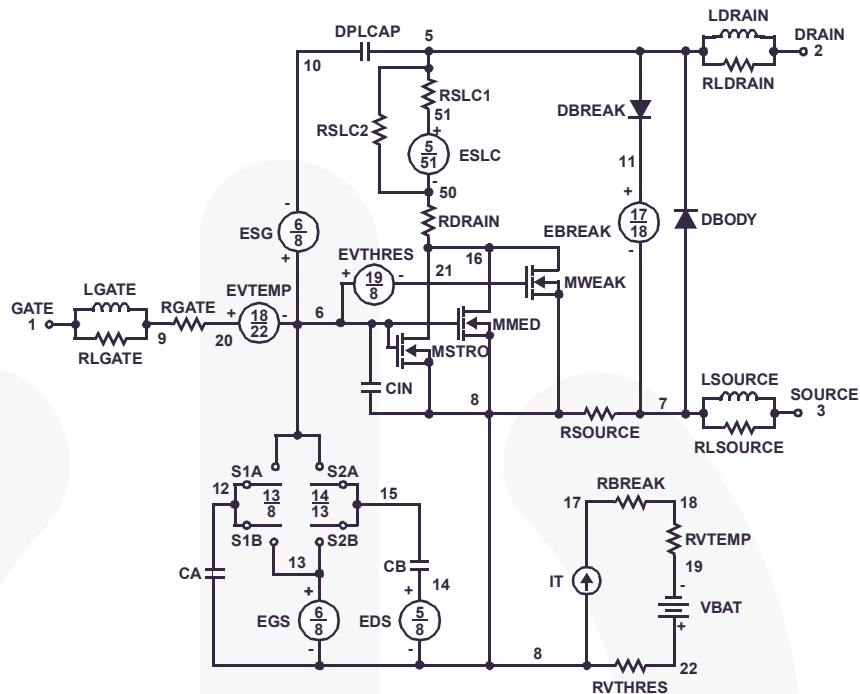 LDRAIN
DPLCAP
5
DRAIN
2
10
RLDRAIN
RSLC1
51
DBREAK
RSLC2
+
5
51
ESLC
-
50
11
-
RDRAIN
+
17
18
DBODY
ESG
6
8
EBREAK
+
EVTHRES
16
-
+
19
8
-
21
MWEAK
LGATE
EVTEMP
GATE
1
RGATE
+
18
22
-
6
MMED
9
20
MSTRO
RLGATE
LSOURCE
CIN
8
7
SOURCE
3
RSOURCE
RLSOURCE
S1A
S2A
12
13
8
14
13
15
RBREAK
17
18
S1B
S2B
RVTEMP
13
CB
CA
14
IT
19
-
+
+
VBAT
EGS
6
8
EDS
5
8
+
-
-
8
22
RVTHRES